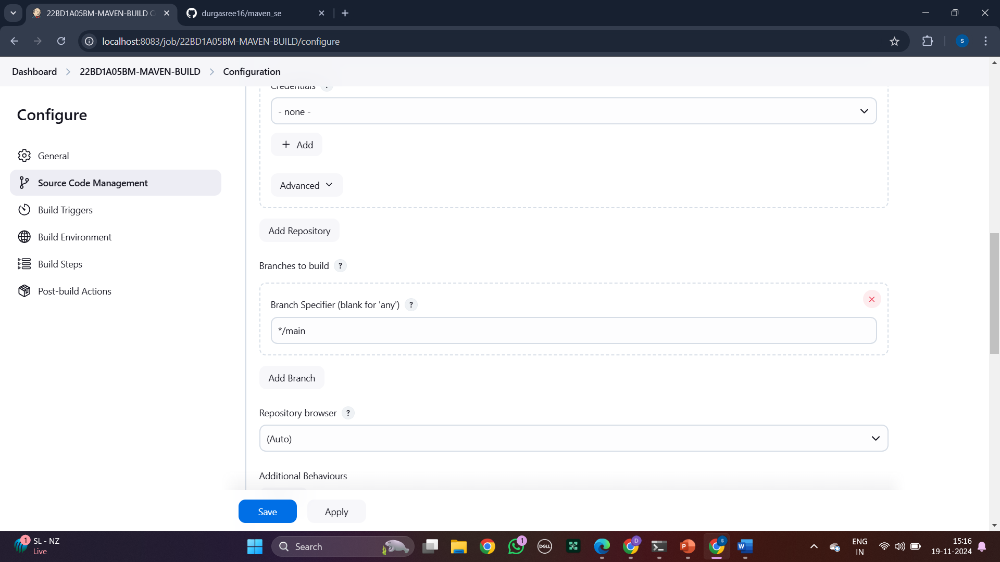 22BD1A05BM-MAVEN-BUILD C
durgasree16/maven_se
localhost:8083/job/22BD1A05BM-MAVEN-BUILD/configure
S
Dashboard > 22BD1A05BM-MAVEN-BUILD > Configuration
Credentials ?
Configure
General
Source Code Management
Build Triggers
Build Environment
Build Steps
Post-build Actions
- none -
+ Add
Advanced
Add Repository
Branches to build ?
Branch Specifier (blank for 'any') ?
*/main
Add Branch
Repository browser ?
(Auto)
Additional Behaviours
Save
Apply
1
SL - NZ
Live
Search
1
DELL
D
P
S
W
ENG
IN
15:16
19-11-2024